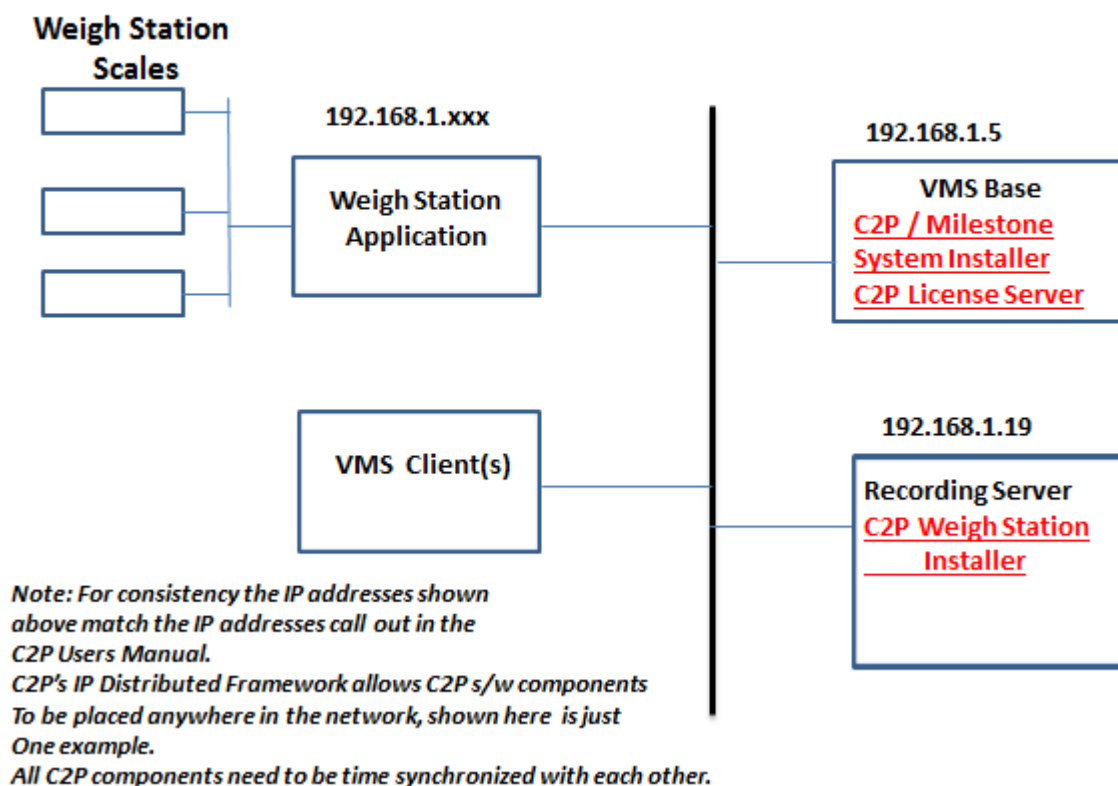 Weigh Station
Scales
192.168.1.xxx
Weigh Station
Application
192.168.1.5
VMS Base
C2P / Milestone
System Installer
C2P License Server
VMS Client(s)
192.168.1.19
Recording Server
C2P Weigh Station
Installer
Note: For consistency the IP addresses shown
above match the IP addresses call out in the
C2P Users Manual.
C2P's IP Distributed Framework allows C2P s/w components
To be placed anywhere in the network, shown here is just
One example.
All C2P components need to be time synchronized with each other.